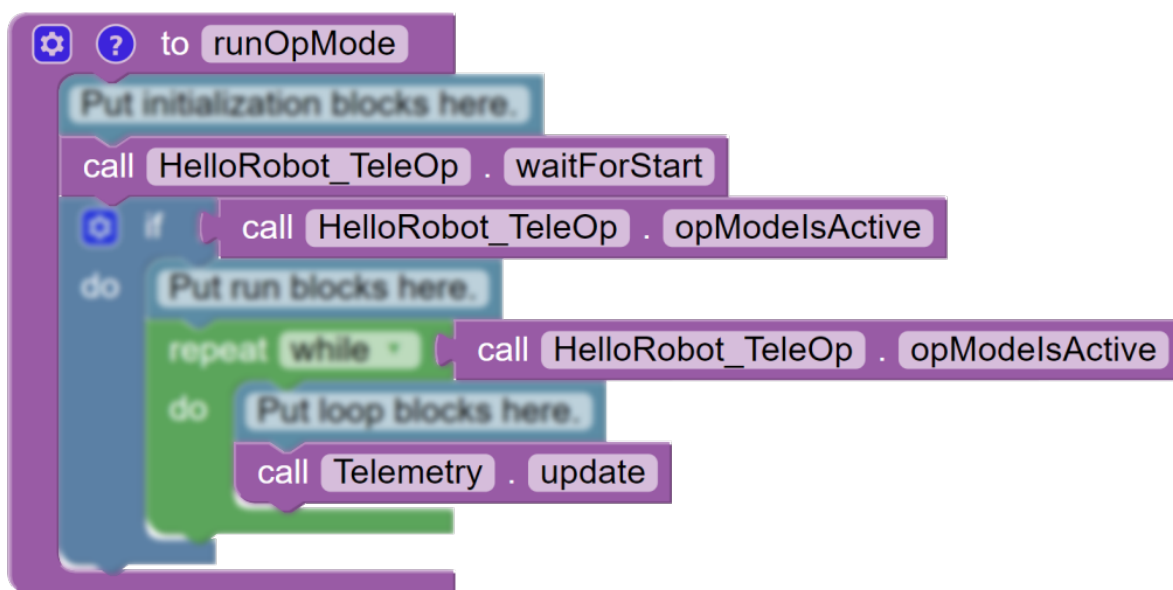 ? to runOpMode
Put initialization blocks here.
call HelloRobot_TeleOp . waitForStart
if call HelloRobot_TeleOp . opModeIsActive
do Put run blocks here.
repeat while call HelloRobot_TeleOp . opModeIsActive
do Put loop blocks here.
call Telemetry . update